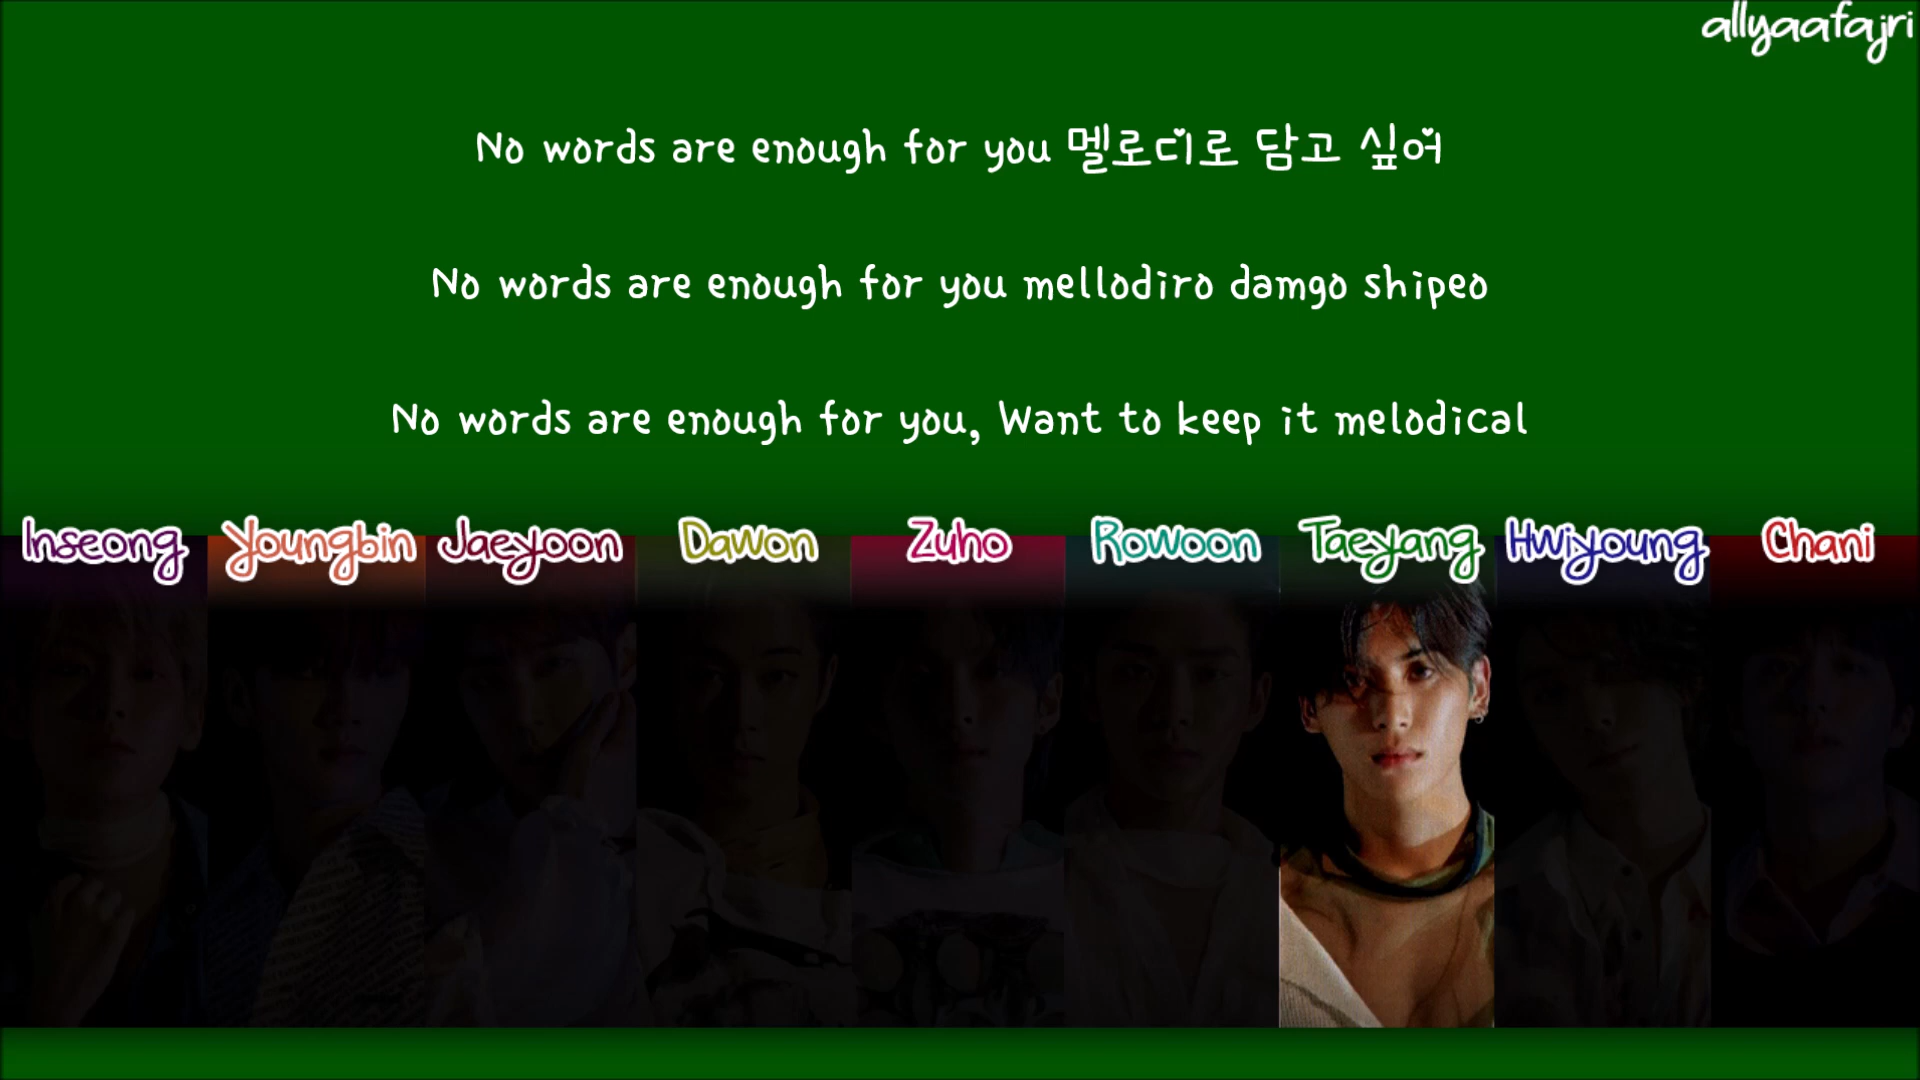 allyaafajri
No words are enough for you 멜로디로 담고 싶어
No words are enough for you mellodiro damgo shipeo
No words are enough for you, Want to keep it melodical
Inseong Youngbin Jaeyoon Dawon Zuho Rowoon Taeyang Hwiyoung Chani